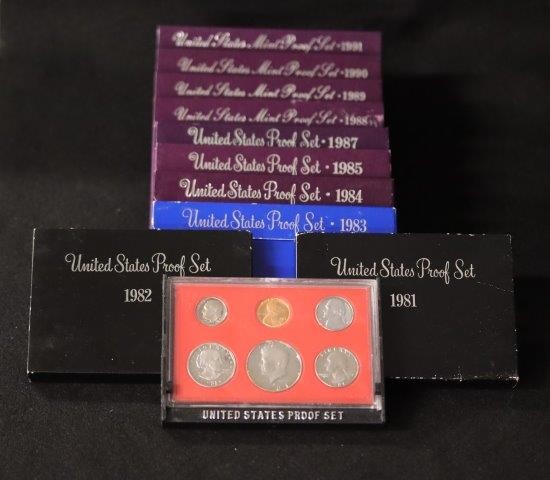 United States Mint Proof Set • 1991
United States Mint Proof Set • 1990
United States Mint Proof Set • 1989
United States Mint Proof Set • 1988
United States Proof Set • 1987
United States Proof Set • 1985
United States Proof Set • 1984
United States Proof Set • 1983
United States Proof Set
1982
United States Proof Set
1981
UNITED STATES PROOF SET